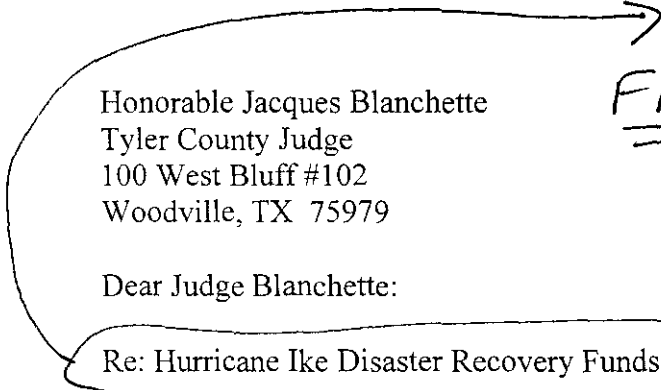 Honorable Jacques Blanchette
Tyler County Judge
100 West Bluff #102
Woodville, TX 75979
Dear Judge Blanchette:
Re: Hurricane Ike Disaster Recovery Funds